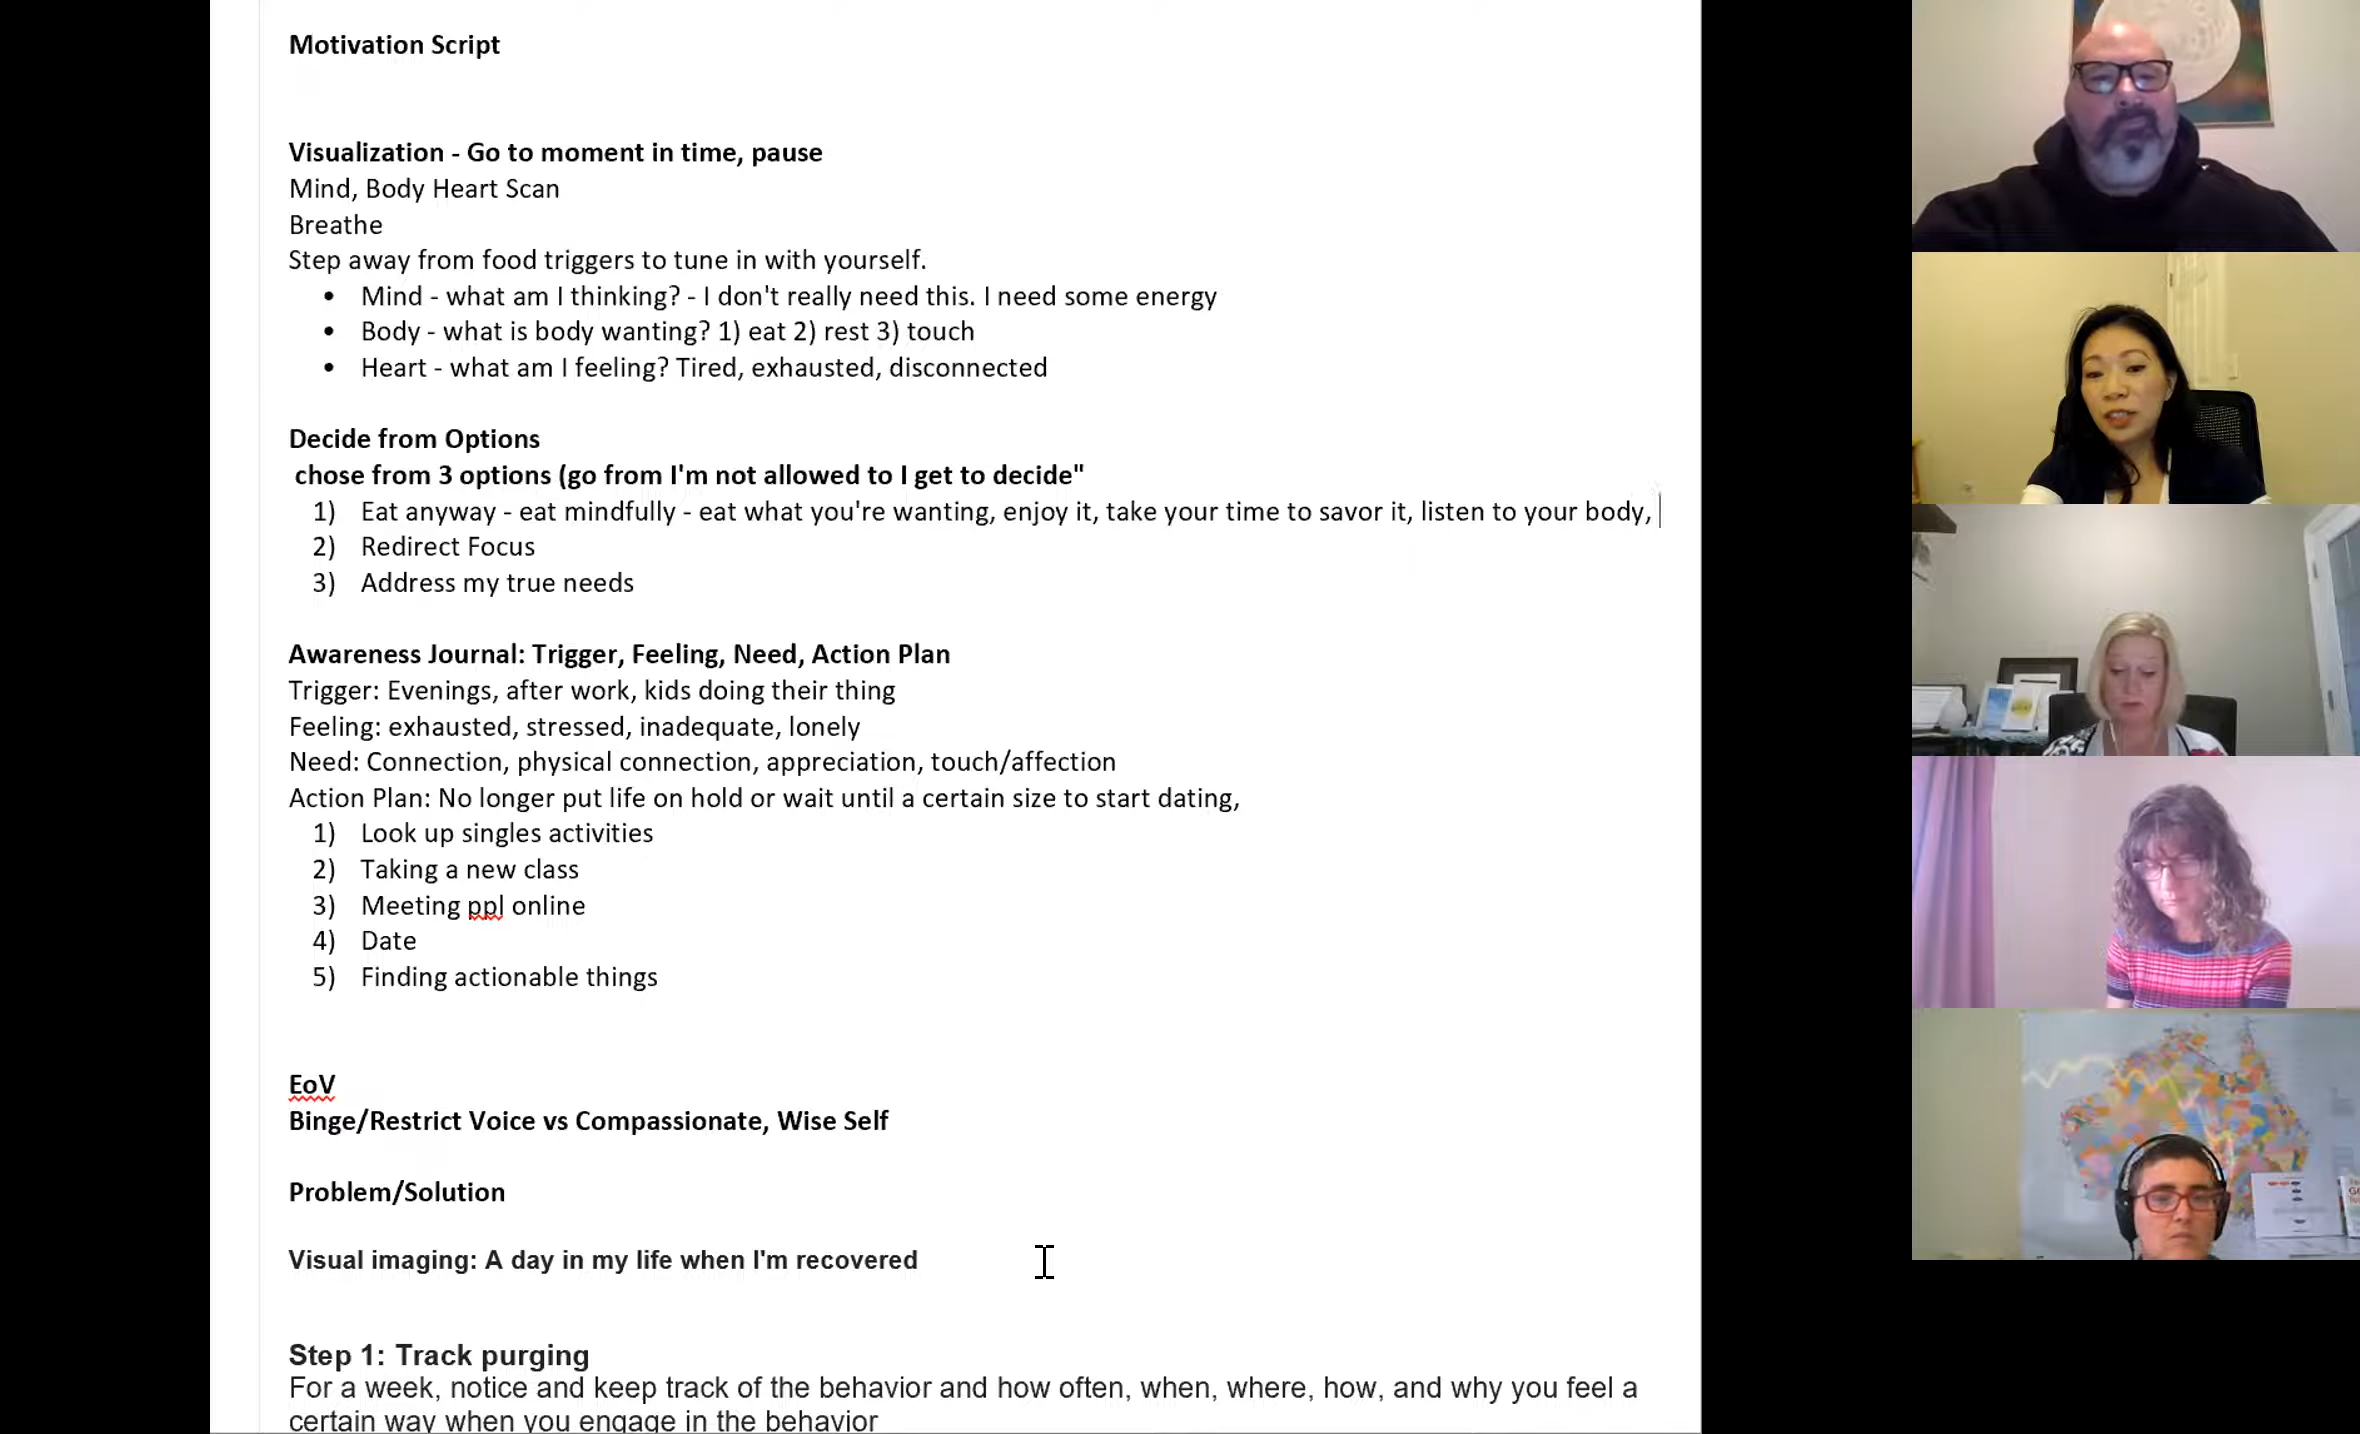 Motivation Script
Visualization - Go to moment in time, pause
Mind, Body Heart Scan
Breathe
Step away from food triggers to tune in with yourself.
• Mind - what am I thinking? - I don't really need this. I need some energy
• Body - what is body wanting? 1) eat 2) rest 3) touch
• Heart - what am I feeling? Tired, exhausted, disconnected
Decide from Options
chose from 3 options (go from I'm not allowed to I get to decide"
1) Eat anyway - eat mindfully - eat what you're wanting, enjoy it, take your time to savor it, listen to your body,
2) Redirect Focus
3) Address my true needs
Awareness Journal: Trigger, Feeling, Need, Action Plan
Trigger: Evenings, after work, kids doing their thing
Feeling: exhausted, stressed, inadequate, lonely
Need: Connection, physical connection, appreciation, touch/affection
Action Plan: No longer put life on hold or wait until a certain size to start dating,
1) Look up singles activities
2) Taking a new class
3) Meeting ppl online
4) Date
5) Finding actionable things
EoV
Binge/Restrict Voice vs Compassionate, Wise Self
Problem/Solution
Visual imaging: A day in my life when I'm recovered
Step 1: Track purging
For a week, notice and keep track of the behavior and how often, when, where, how, and why you feel a
certain way when you engage in the behavior